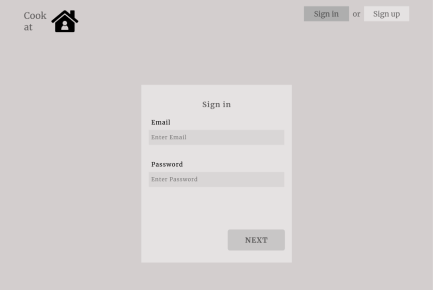 Cook
at
Sign in or Sign up
Sign in
Email
Enter Email
Password
Enter Password
NEXT